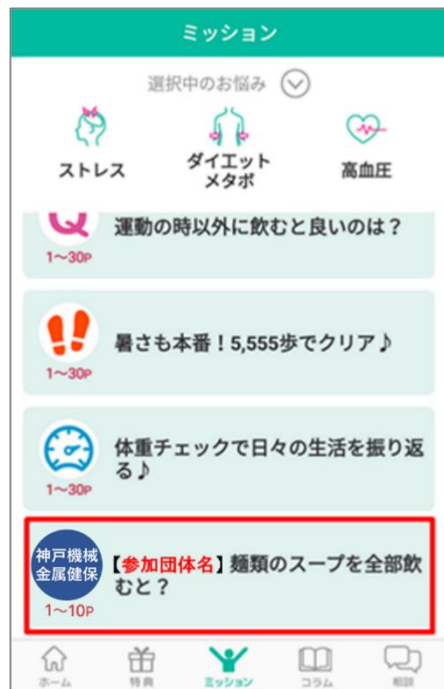 ミッション
選択中のお悩み
ストレス
ダイエット
メタボ
高血圧
Q
運動の時以外に飲むと良いのは？
1～30P
暑さも本番！5,555歩でクリア♪
1～30P
体重チェックで日々の生活を振り返
る♪
1～30P
神戸機械
金属健保
【参加団体名】麺類のスープを全部飲
むと？
1～10P
ホーム
特典
ミッション
コラム
相談